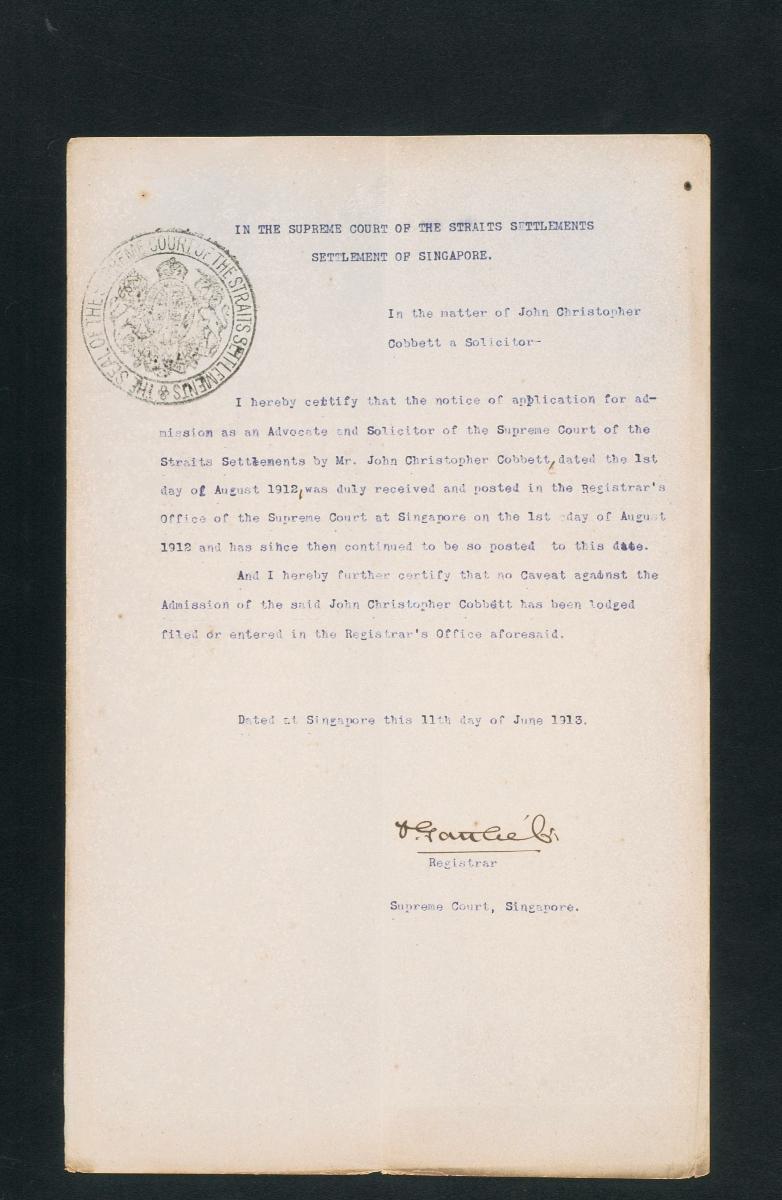 THE SEAL OF THE SUPREME COURT OF THE STRAITS SETTLEMENTS &
IN THE SUPREME COURT OF THE STRAITS SETTLEMENTS
SETTLEMENT OF SINGAPORE.
In the matter of John Christopher
Cobbett a Solicitor-
I hereby certify that the notice of application for ad-
mission as an Advocate and Solicitor of the Supreme Court of the
Straits Settlements by Mr. John Christopher Cobbett, dated the 1st
day of August 1912, was duly received and posted in the Registrar's
Office of the Supreme Court at Singapore on the 1st day of August
1912 and has since then continued to be so posted to this date.
And I hereby further certify that no Caveat against the
Admission of the said John Christopher Cobbett has been lodged
filed or entered in the Registrar's Office aforesaid.
Dated at Singapore this 11th day of June 1913.
Registrar
Supreme Court, Singapore.